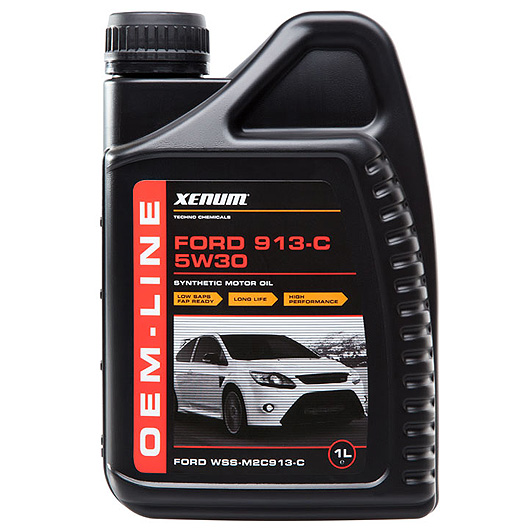 OEM-LINE
XENUM
TECHNO CHEMICALS
FORD 913-C
5W30
SYNTHETIC MOTOR OIL
LOW SAPS
FAP READY
LONG LIFE
HIGH
PERFORMANCE
1L
e
FORD WSS-M2C913-C